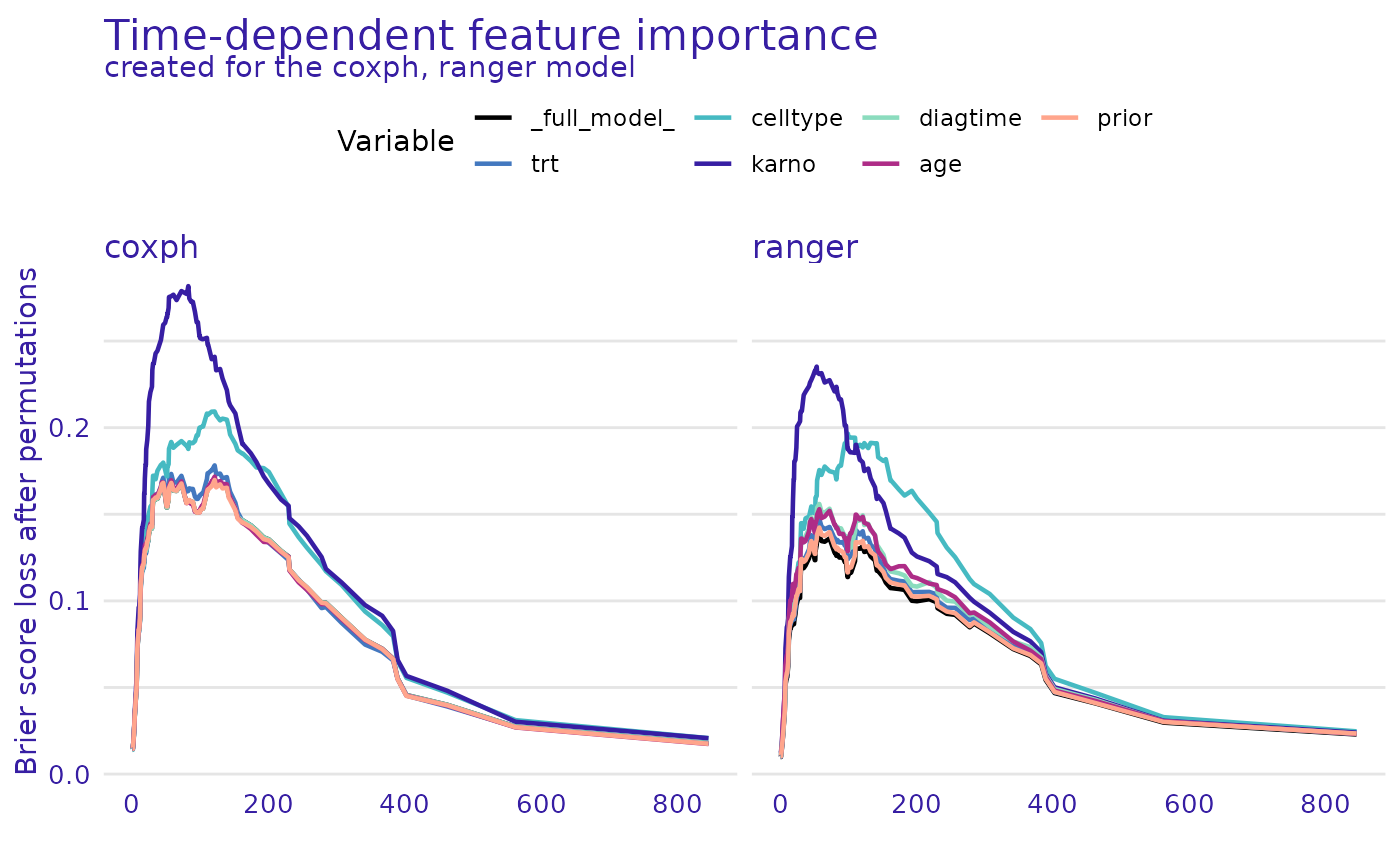 Time-dependent feature importance
created for the coxph, ranger model
Variable
_full_model_ celltype diagtime prior
trt karno age
coxph ranger
Brier score loss after permutations
0.2
0.1
0.0
0 200 400 600 800 0 200 400 600 800